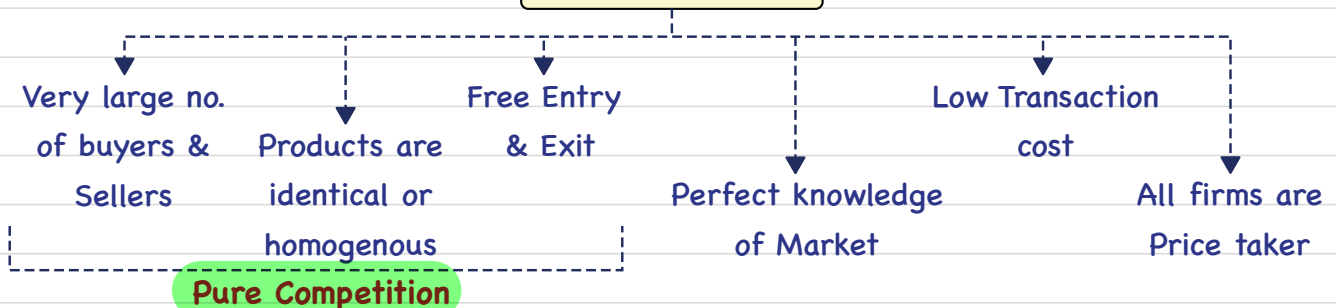 Very large no.
of buyers &
Sellers
Products are
identical or
homogenous
Free Entry
& Exit
Perfect knowledge
of Market
Low Transaction
cost
All firms are
Price taker
Pure Competition